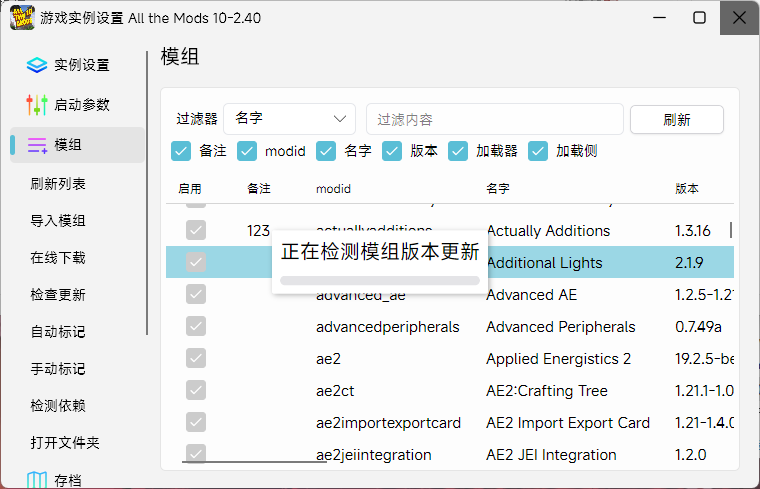 游戏实例设置 All the Mods 10-2.40
实例设置
启动参数
模组
刷新列表
导入模组
在线下载
检查更新
自动标记
手动标记
检测依赖
打开文件夹
存档
模组
过滤器 名字 过滤内容 刷新
备注 modid 名字 版本 加载器 加载侧
启用 备注 modid 名字 版本
123 actuallyadditions Actually Additions 1.3.16
Additional Lights 2.1.9
正在检测模组版本更新
advanced_ae Advanced AE 1.2.5-1.21
advancedperipherals Advanced Peripherals 0.7.49a
ae2 Applied Energistics 2 19.2.5-be
ae2ct AE2:Crafting Tree 1.21.1-1.0
ae2importexportcard AE2 Import Export Card 1.21-1.4.0
ae2jeiintegration AE2 JEI Integration 1.2.0